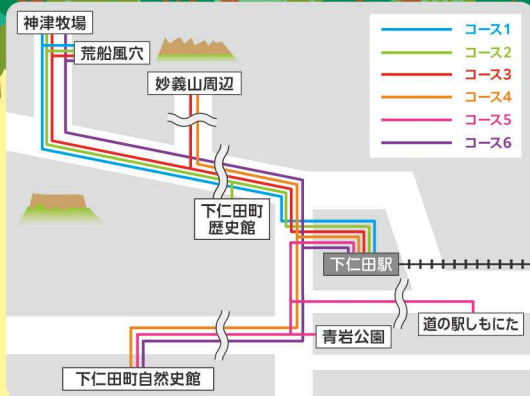 神津牧場
荒船風穴
妙義山周辺
コース1
コース2
コース3
コース4
コース5
コース6
下仁田町
歴史館
下仁田駅
青岩公園
道の駅しもにた
下仁田町自然史館